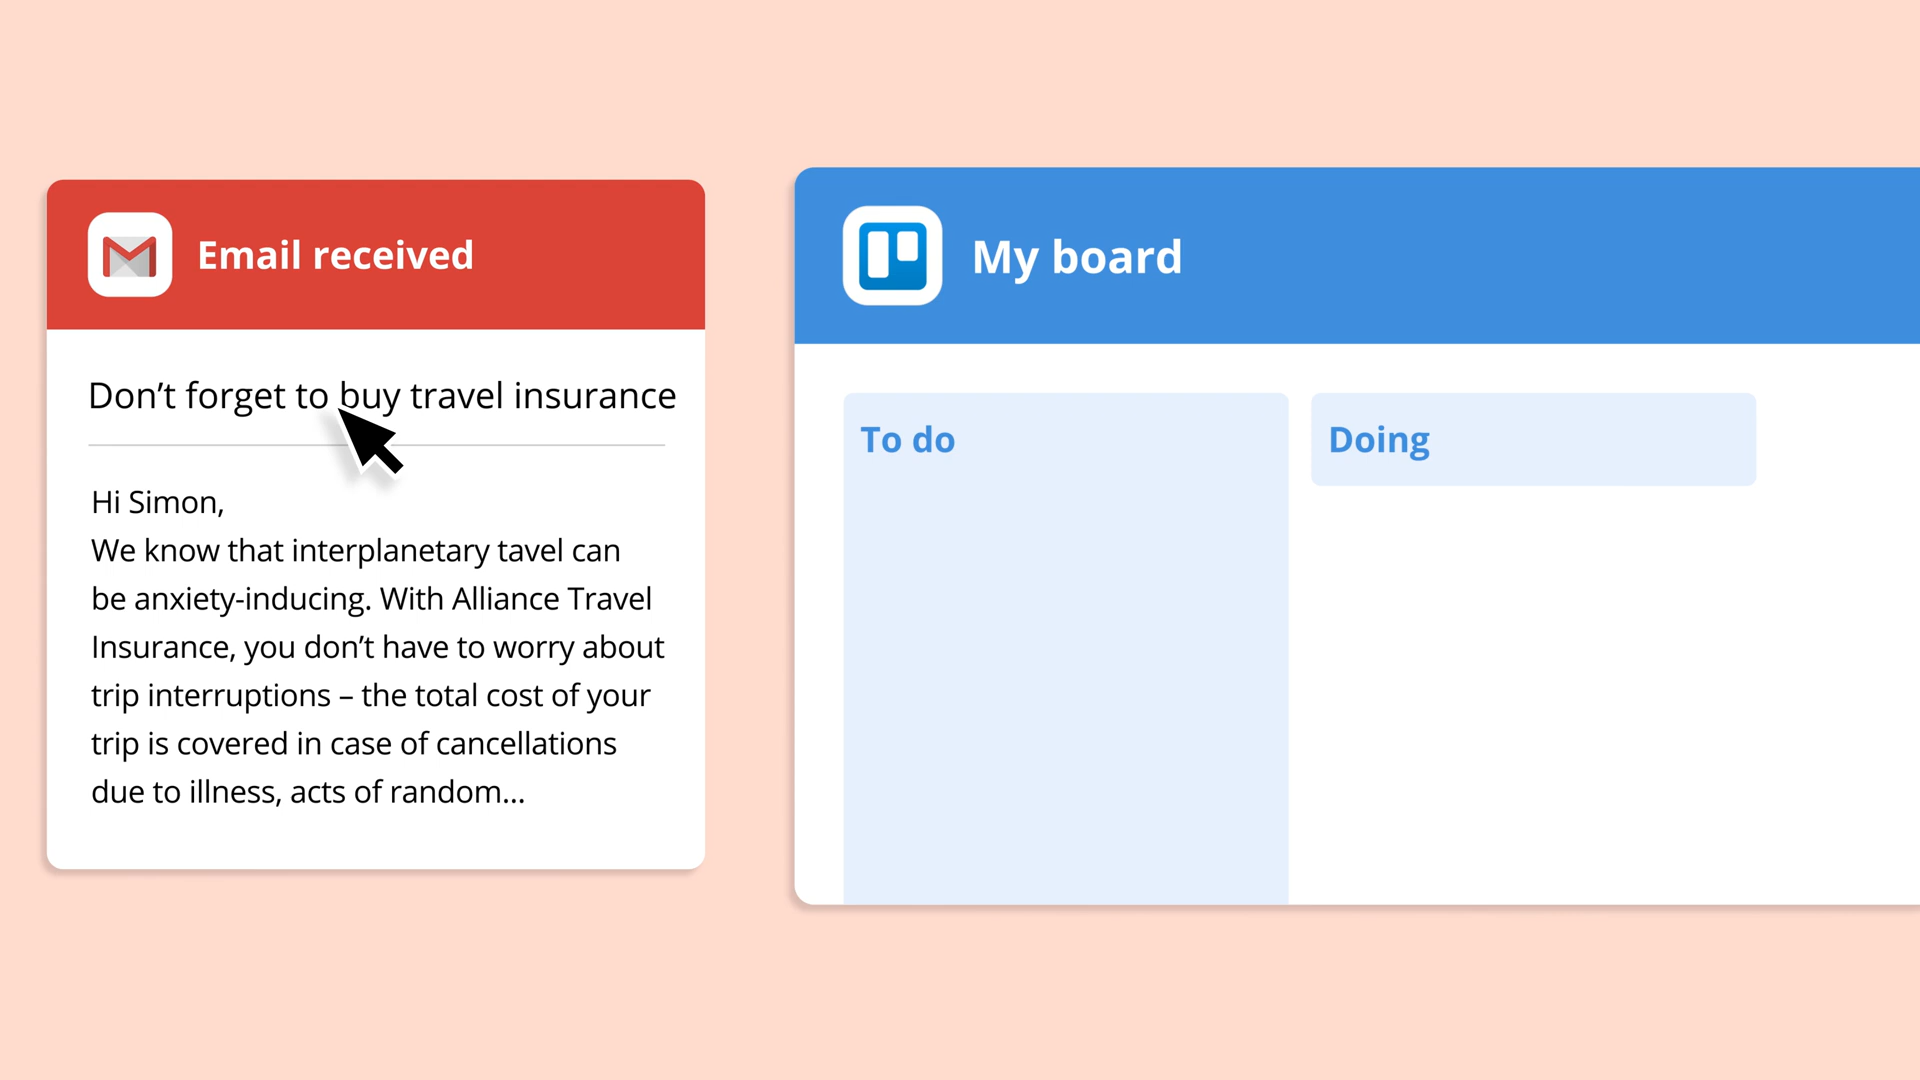 Email received
Don’t forget to buy travel insurance
Hi Simon,
We know that interplanetary tavel can
be anxiety-inducing. With Alliance Travel
Insurance, you don’t have to worry about
trip interruptions – the total cost of your
trip is covered in case of cancellations
due to illness, acts of random...
My board
To do
Doing